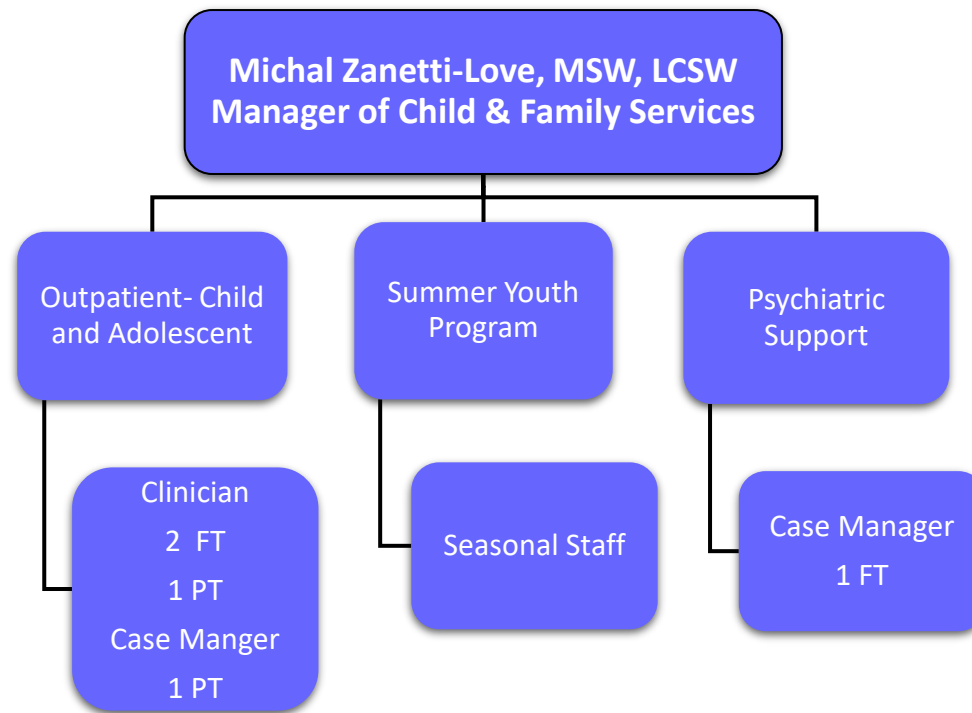 Michal Zanetti-Love, MSW, LCSW
Manager of Child & Family Services
Outpatient- Child
and Adolescent
Summer Youth
Program
Psychiatric
Support
Clinician
2 FT
1 PT
Case Manger
1 PT
Seasonal Staff
Case Manager
1 FT